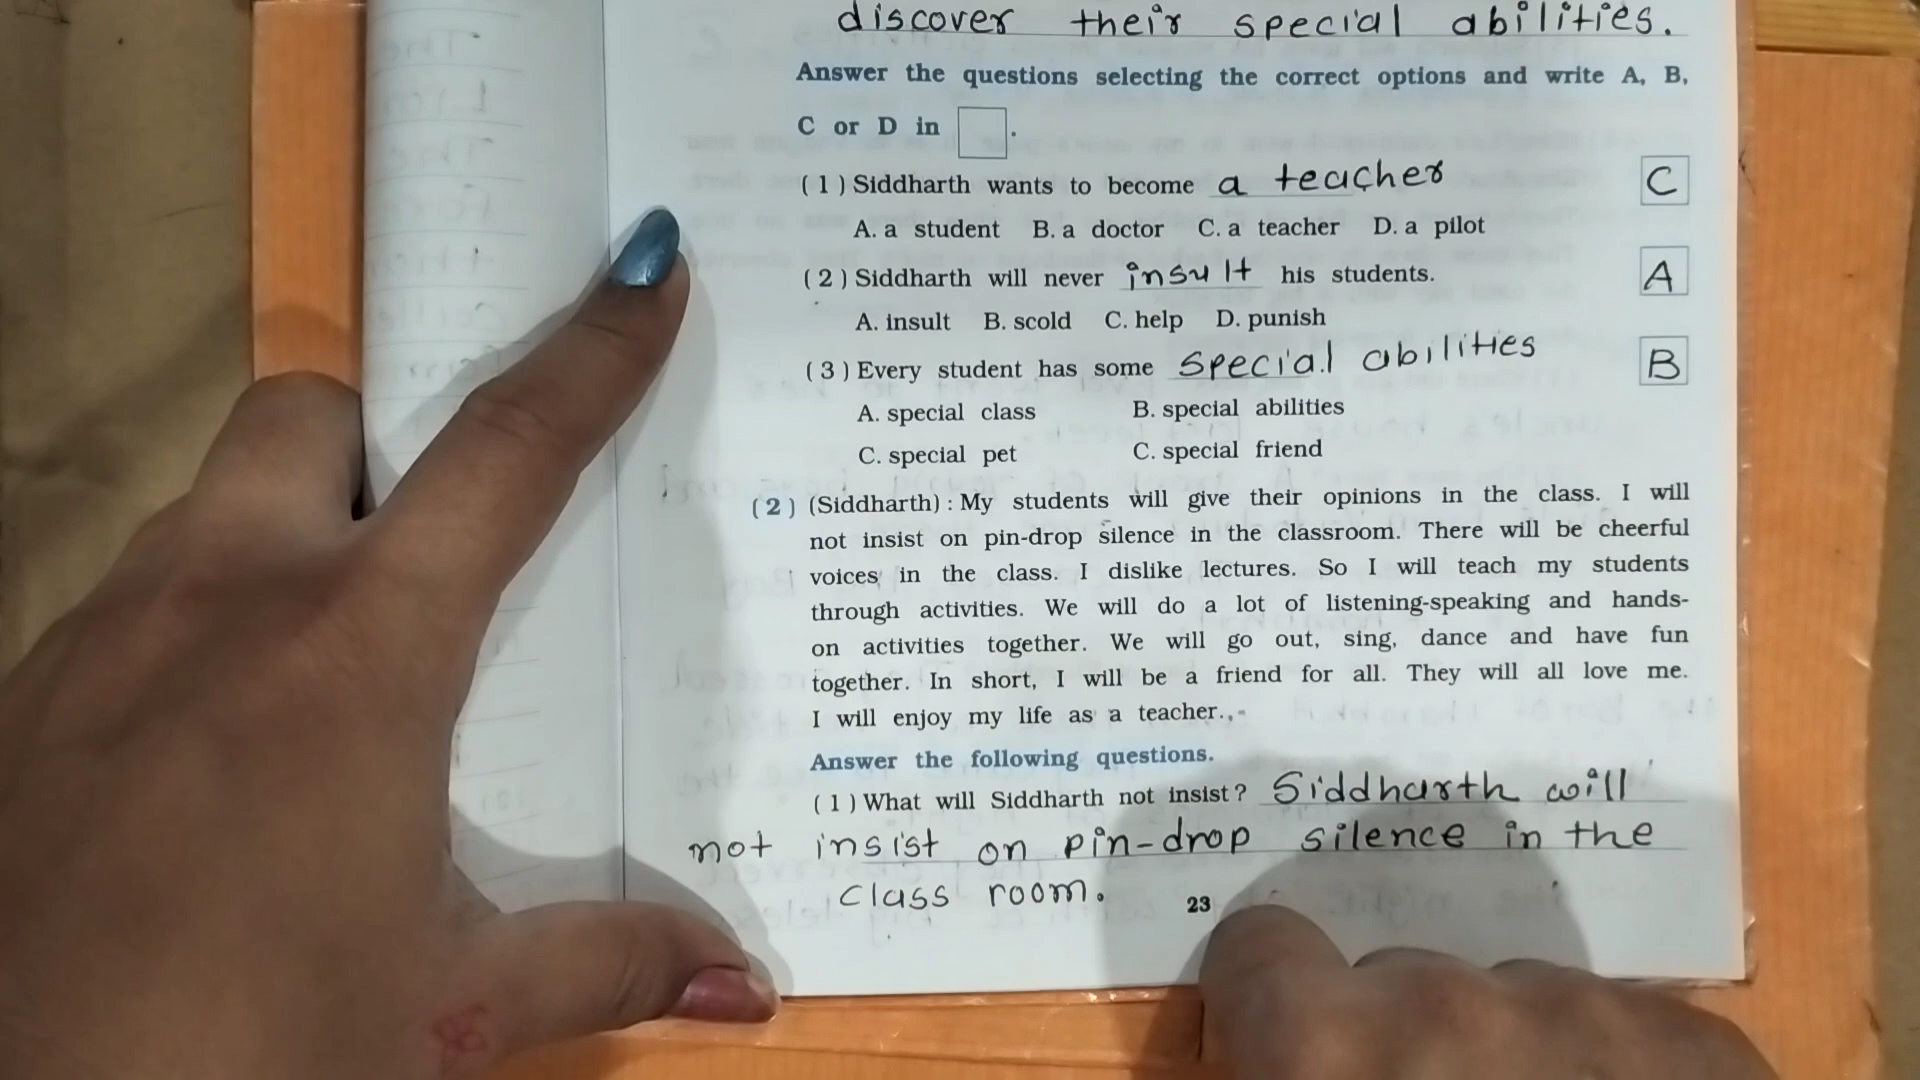 discover their special abilities.
Answer the questions selecting the correct options and write A, B,
C or D in .
( 1 ) Siddharth wants to become a teacher C
A. a student B. a doctor C. a teacher D. a pilot
( 2 ) Siddharth will never insult his students. A
A. insult B. scold C. help D. punish
( 3 ) Every student has some special abilities B
A. special class B. special abilities
C. special pet C. special friend
( 2 ) (Siddharth) : My students will give their opinions in the class. I will
not insist on pin-drop silence in the classroom. There will be cheerful
voices in the class. I dislike lectures. So I will teach my students
through activities. We will do a lot of listening-speaking and hands-
on activities together. We will go out, sing, dance and have fun
together. In short, I will be a friend for all. They will all love me.
I will enjoy my life as a teacher.
Answer the following questions.
( 1 ) What will Siddharth not insist? Siddharth will
not insist on pin-drop silence in the
class room.
23